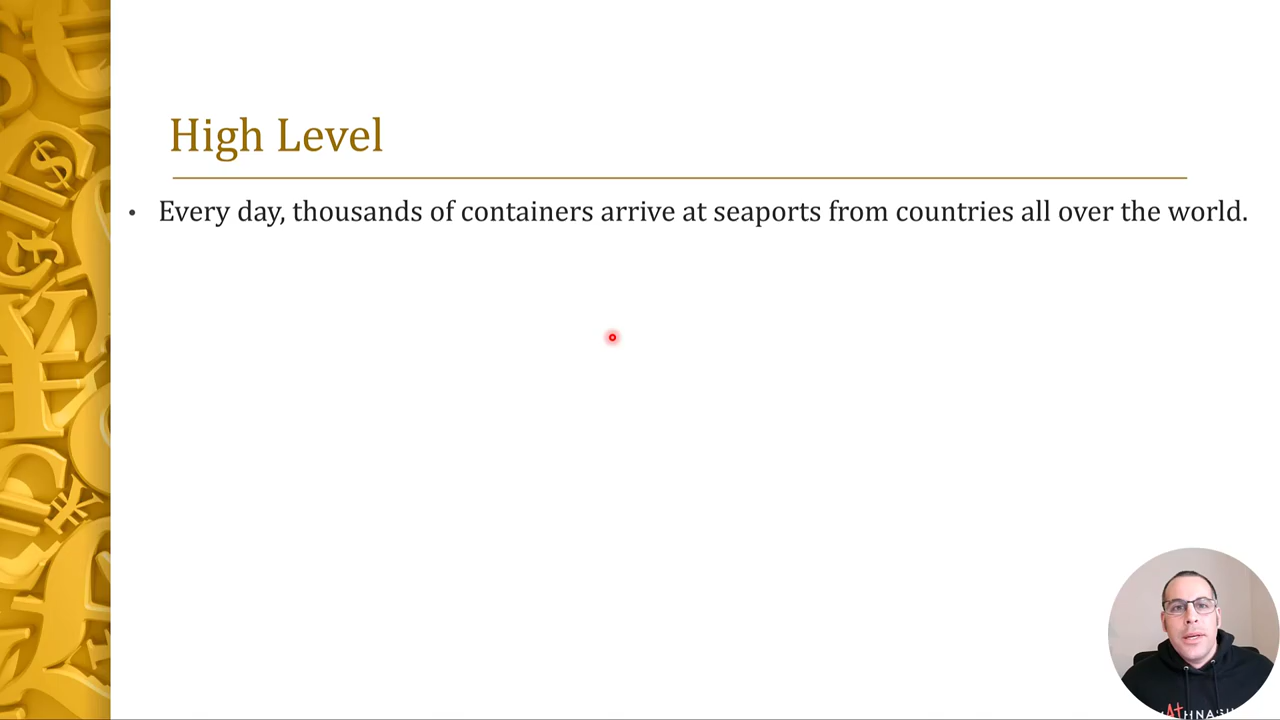 High Level
• Every day, thousands of containers arrive at seaports from countries all over the world.